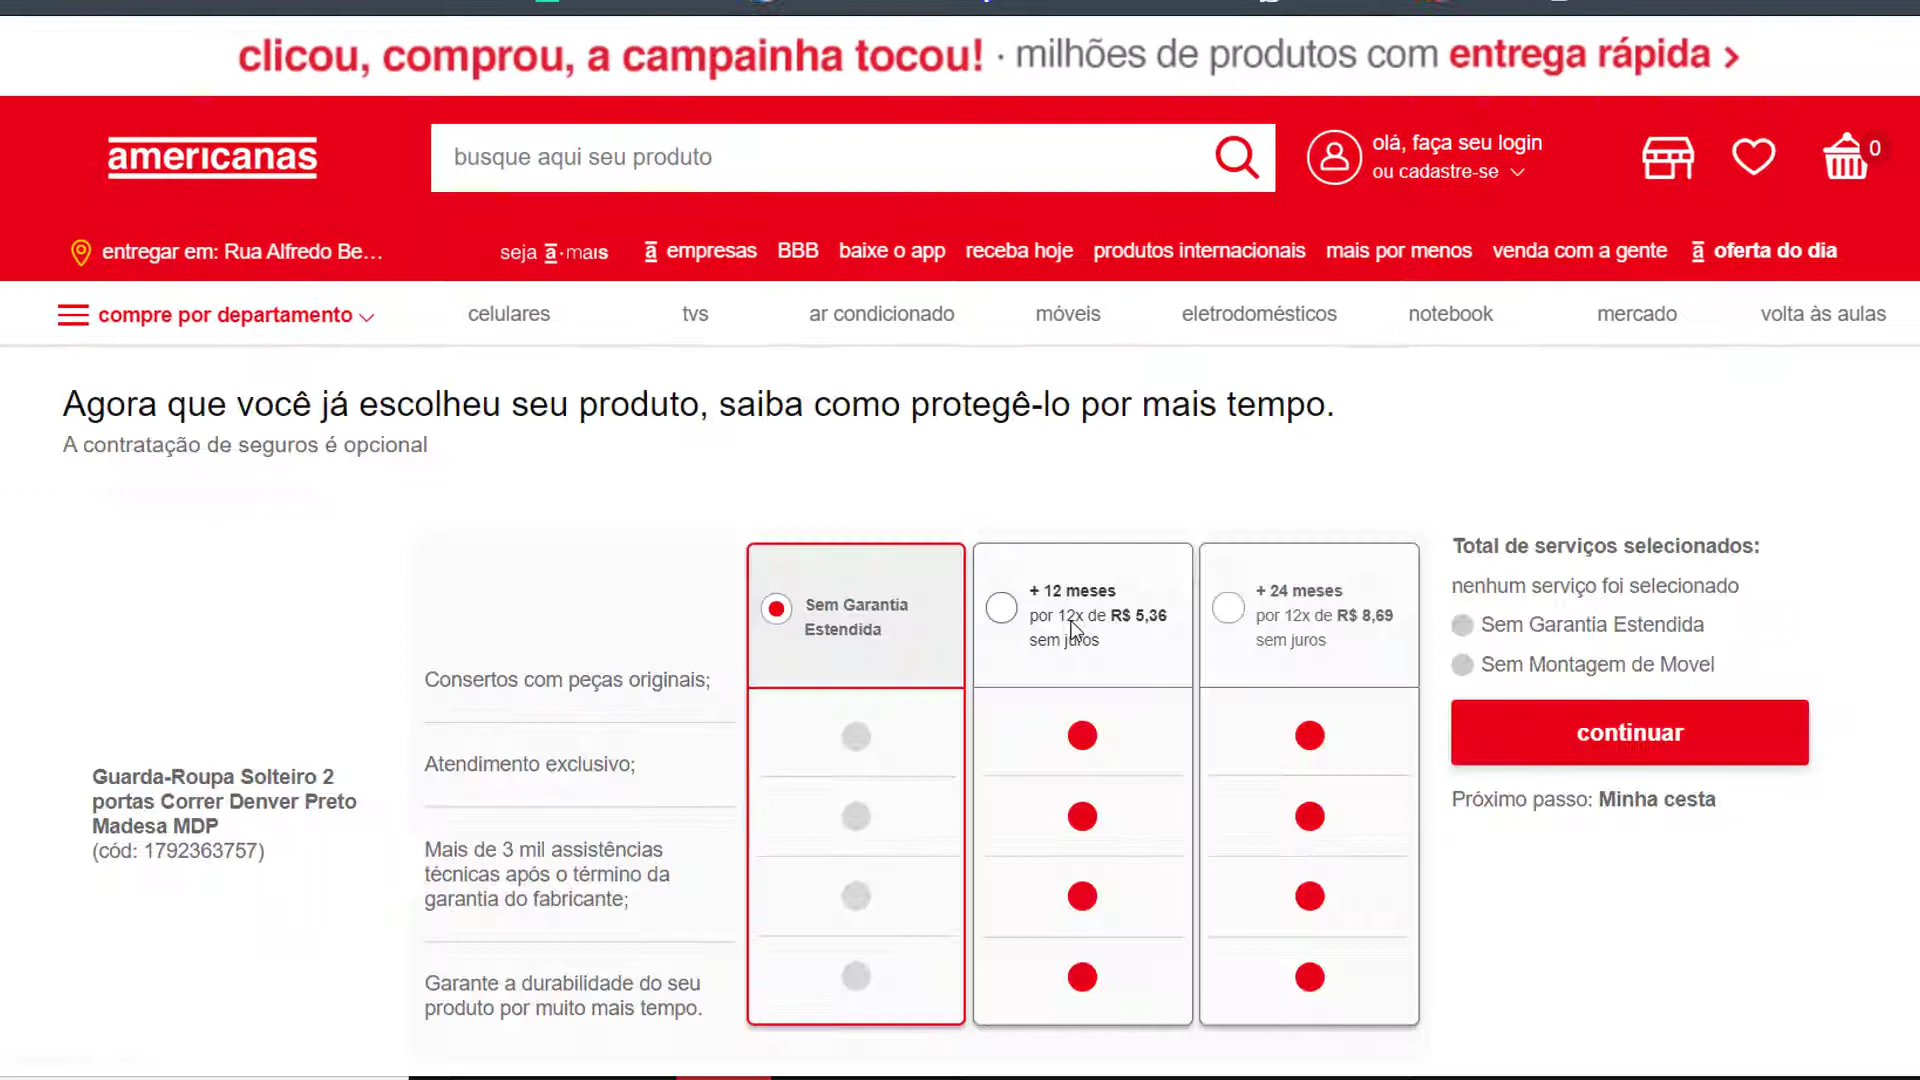 clicou, comprou, a campainha tocou! · milhões de produtos com entrega rápida >
americanas
busque aqui seu produto
olá, faça seu login
ou cadastre-se
0
entregar em: Rua Alfredo Be...
seja a·mais
a empresas
BBB
baixe o app
receba hoje
produtos internacionais
mais por menos
venda com a gente
a oferta do dia
compre por departamento
celulares
tvs
ar condicionado
móveis
eletrodomésticos
notebook
mercado
volta às aulas
Agora que você já escolheu seu produto, saiba como protegê-lo por mais tempo.
A contratação de seguros é opcional
Guarda-Roupa Solteiro 2
portas Correr Denver Preto
Madesa MDP
(cód: 1792363757)
Consertos com peças originais;
Atendimento exclusivo;
Mais de 3 mil assistências
técnicas após o término da
garantia do fabricante;
Garante a durabilidade do seu
produto por muito mais tempo.
Sem Garantia
Estendida
+ 12 meses
por 12x de R$ 5,36
sem juros
+ 24 meses
por 12x de R$ 8,69
sem juros
Total de serviços selecionados:
nenhum serviço foi selecionado
Sem Garantia Estendida
Sem Montagem de Movel
continuar
Próximo passo: Minha cesta